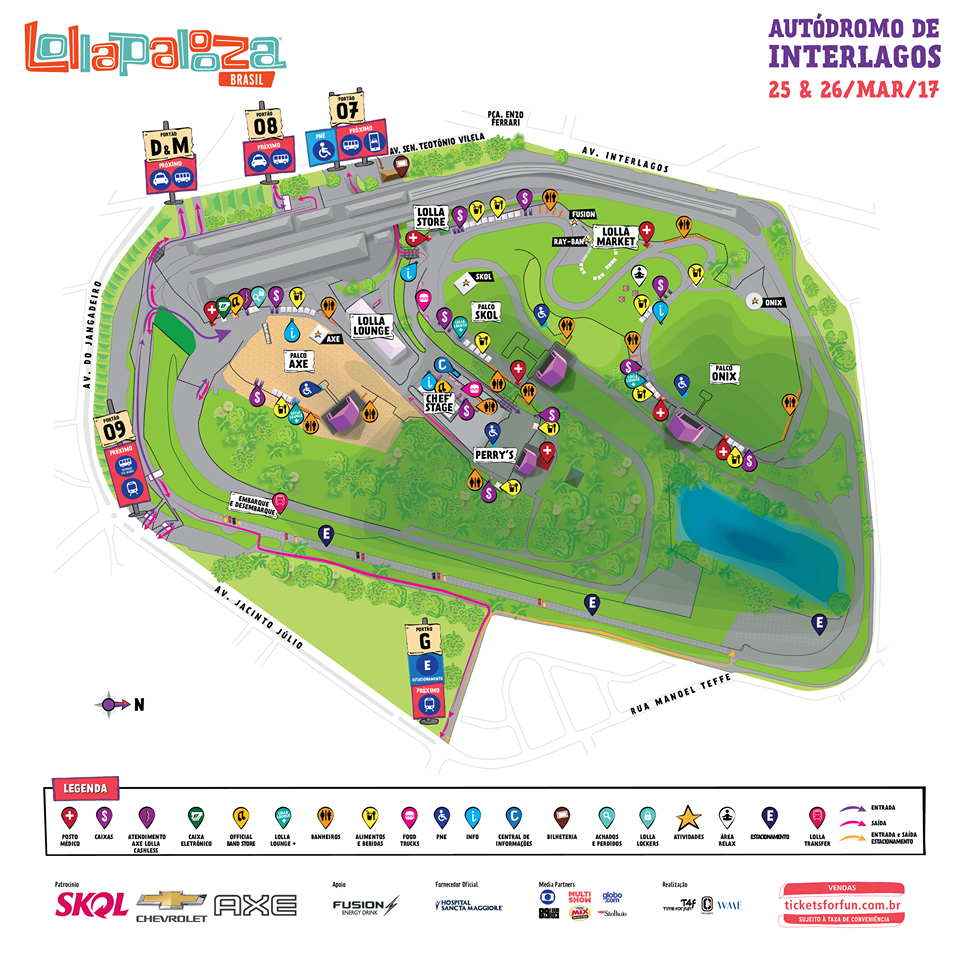 Lollapalooza
BRASIL
AUTÓDROMO DE
INTERLAGOS
25 & 26/MAR/17
PORTÃO
D&M
PRÓXIMO
PORTÃO
08
PRÓXIMO
PORTÃO
07
PNE
PRÓXIMO
AV. SEN. TEOTÔNIO VILELA
PÇA. ENZO
FERRARI
AV. INTERLAGOS
AV. DO JANGADEIRO
LOLLA
STORE
FUSION
RAY-BAN
LOLLA
MARKET
SKOL
PALCO
SKOL
ONIX
PALCO
ONIX
LOLLA
LOUNGE
AXE
PALCO
AXE
CHEF
STAGE
PERRY'S
PORTÃO
09
PRÓXIMO
EMBARQUE
E DESEMBARQUE
E
E
E
AV. JACINTO JÚLIO
PORTÃO
G
E
ESTACIONAMENTO
PRÓXIMO
RUA MANOEL TEFFE
N
LEGENDA
POSTO
MÉDICO
CAIXAS
ATENDIMENTO
AXE LOLLA
CASHLESS
CAIXA
ELETRÔNICO
OFFICIAL
BAND STORE
LOLLA
LOUNGE +
BANHEIROS
ALIMENTOS
E BEBIDAS
FOOD
TRUCKS
PNE
INFO
CENTRAL DE
INFORMAÇÕES
BILHETERIA
ACHADOS
E PERDIDOS
LOLLA
LOCKERS
ATIVIDADES
ÁREA
RELAX
ESTACIONAMENTO
LOLLA
TRANSFER
ENTRADA
SAÍDA
ENTRADA E SAÍDA
ESTACIONAMENTO
Patrocínio
SKOL
CHEVROLET
AXE
Apoio
FUSION
ENERGY DRINK
Fornecedor Oficial
HOSPITAL
SANCTA MAGGIORE
Media Partners
MULTI
SHOW
globo
.com
89
MIX
Realização
T4F
TIME FOR FUN
WME
VENDAS
ticketsforfun.com.br
SUJEITO À TAXA DE CONVENIÊNCIA